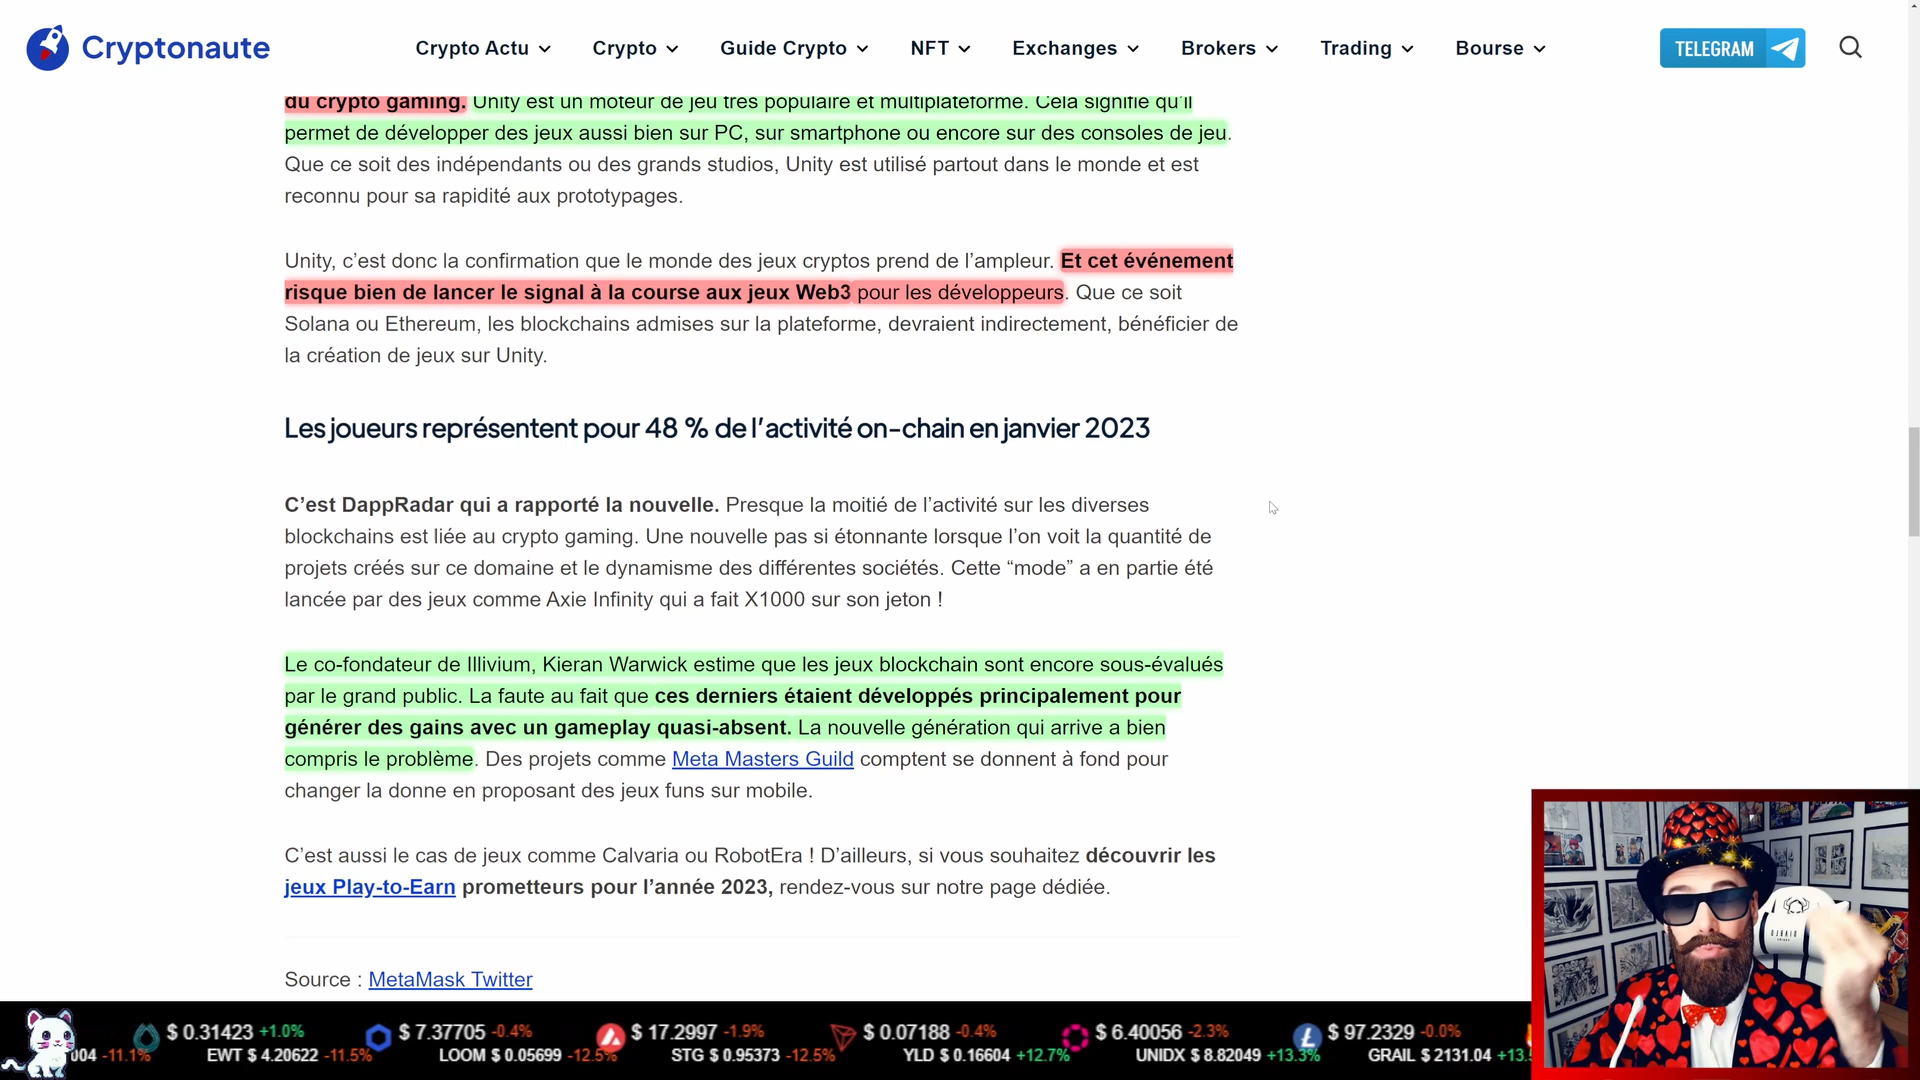 Cryptonaute
Crypto Actu
Crypto
Guide Crypto
NFT
Exchanges
Brokers
Trading
Bourse
TELEGRAM
du crypto gaming. Unity est un moteur de jeu très populaire et multiplateforme. Cela signifie qu’il
permet de développer des jeux aussi bien sur PC, sur smartphone ou encore sur des consoles de jeu.
Que ce soit des indépendants ou des grands studios, Unity est utilisé partout dans le monde et est
reconnu pour sa rapidité aux prototypages.
Unity, c’est donc la confirmation que le monde des jeux cryptos prend de l’ampleur. Et cet événement
risque bien de lancer le signal à la course aux jeux Web3 pour les développeurs. Que ce soit
Solana ou Ethereum, les blockchains admises sur la plateforme, devraient indirectement, bénéficier de
la création de jeux sur Unity.
Les joueurs représentent pour 48 % de l’activité on-chain en janvier 2023
C’est DappRadar qui a rapporté la nouvelle. Presque la moitié de l’activité sur les diverses
blockchains est liée au crypto gaming. Une nouvelle pas si étonnante lorsque l’on voit la quantité de
projets créés sur ce domaine et le dynamisme des différentes sociétés. Cette “mode” a en partie été
lancée par des jeux comme Axie Infinity qui a fait X1000 sur son jeton !
Le co-fondateur de Illivium, Kieran Warwick estime que les jeux blockchain sont encore sous-évalués
par le grand public. La faute au fait que ces derniers étaient développés principalement pour
générer des gains avec un gameplay quasi-absent. La nouvelle génération qui arrive a bien
compris le problème. Des projets comme Meta Masters Guild comptent se donnent à fond pour
changer la donne en proposant des jeux funs sur mobile.
C’est aussi le cas de jeux comme Calvaria ou RobotEra ! D’ailleurs, si vous souhaitez découvrir les
jeux Play-to-Earn prometteurs pour l’année 2023, rendez-vous sur notre page dédiée.
Source : MetaMask Twitter
$ 0.31423 +1.0% $ 7.37705 -0.4% $ 17.2997 -1.9% $ 0.07188 -0.4% $ 6.40056 -2.3% $ 97.2329 -0.0%
004 -11.1% EWT $ 4.20622 -11.5% LOOM $ 0.05699 -12.5% STG $ 0.95373 -12.5% YLD $ 0.16604 +12.7% UNIDX $ 8.82049 +13.3% GRAIL $ 2131.04 +13.